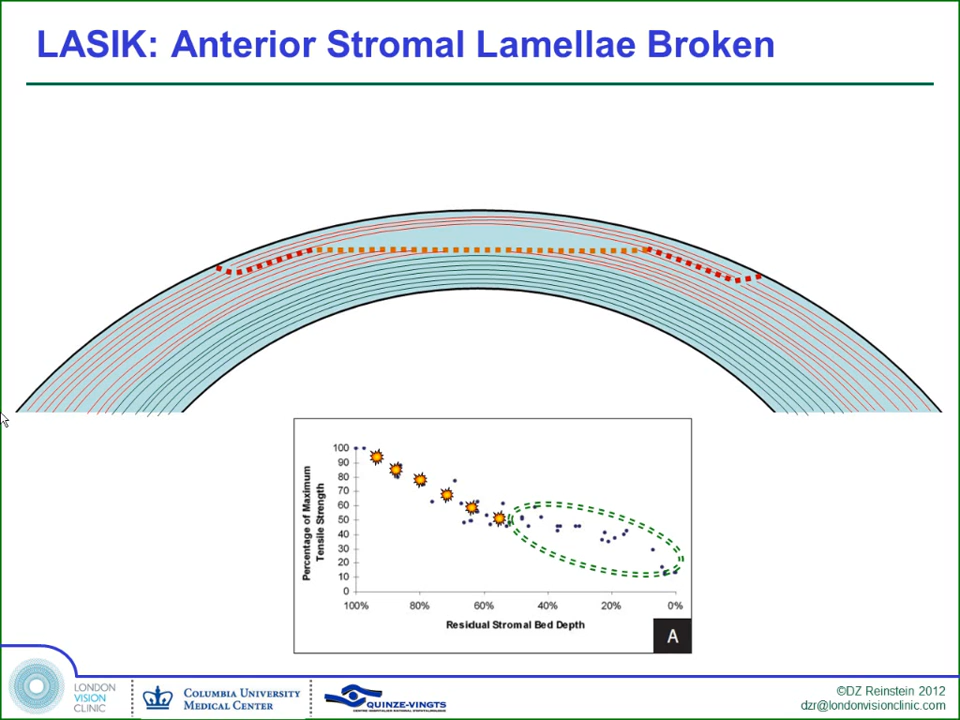 LASIK: Anterior Stromal Lamellae Broken
100
90
80
70
60
50
40
30
20
10
0
Percentage of Maximum
Tensile Strength
100% 80% 60% 40% 20% 0%
Residual Stromal Bed Depth
A
LONDON
VISION
CLINIC
COLUMBIA UNIVERSITY
MEDICAL CENTER
QUINZE-VINGTS
©DZ Reinstein 2012
dzr@londonvisionclinic.com